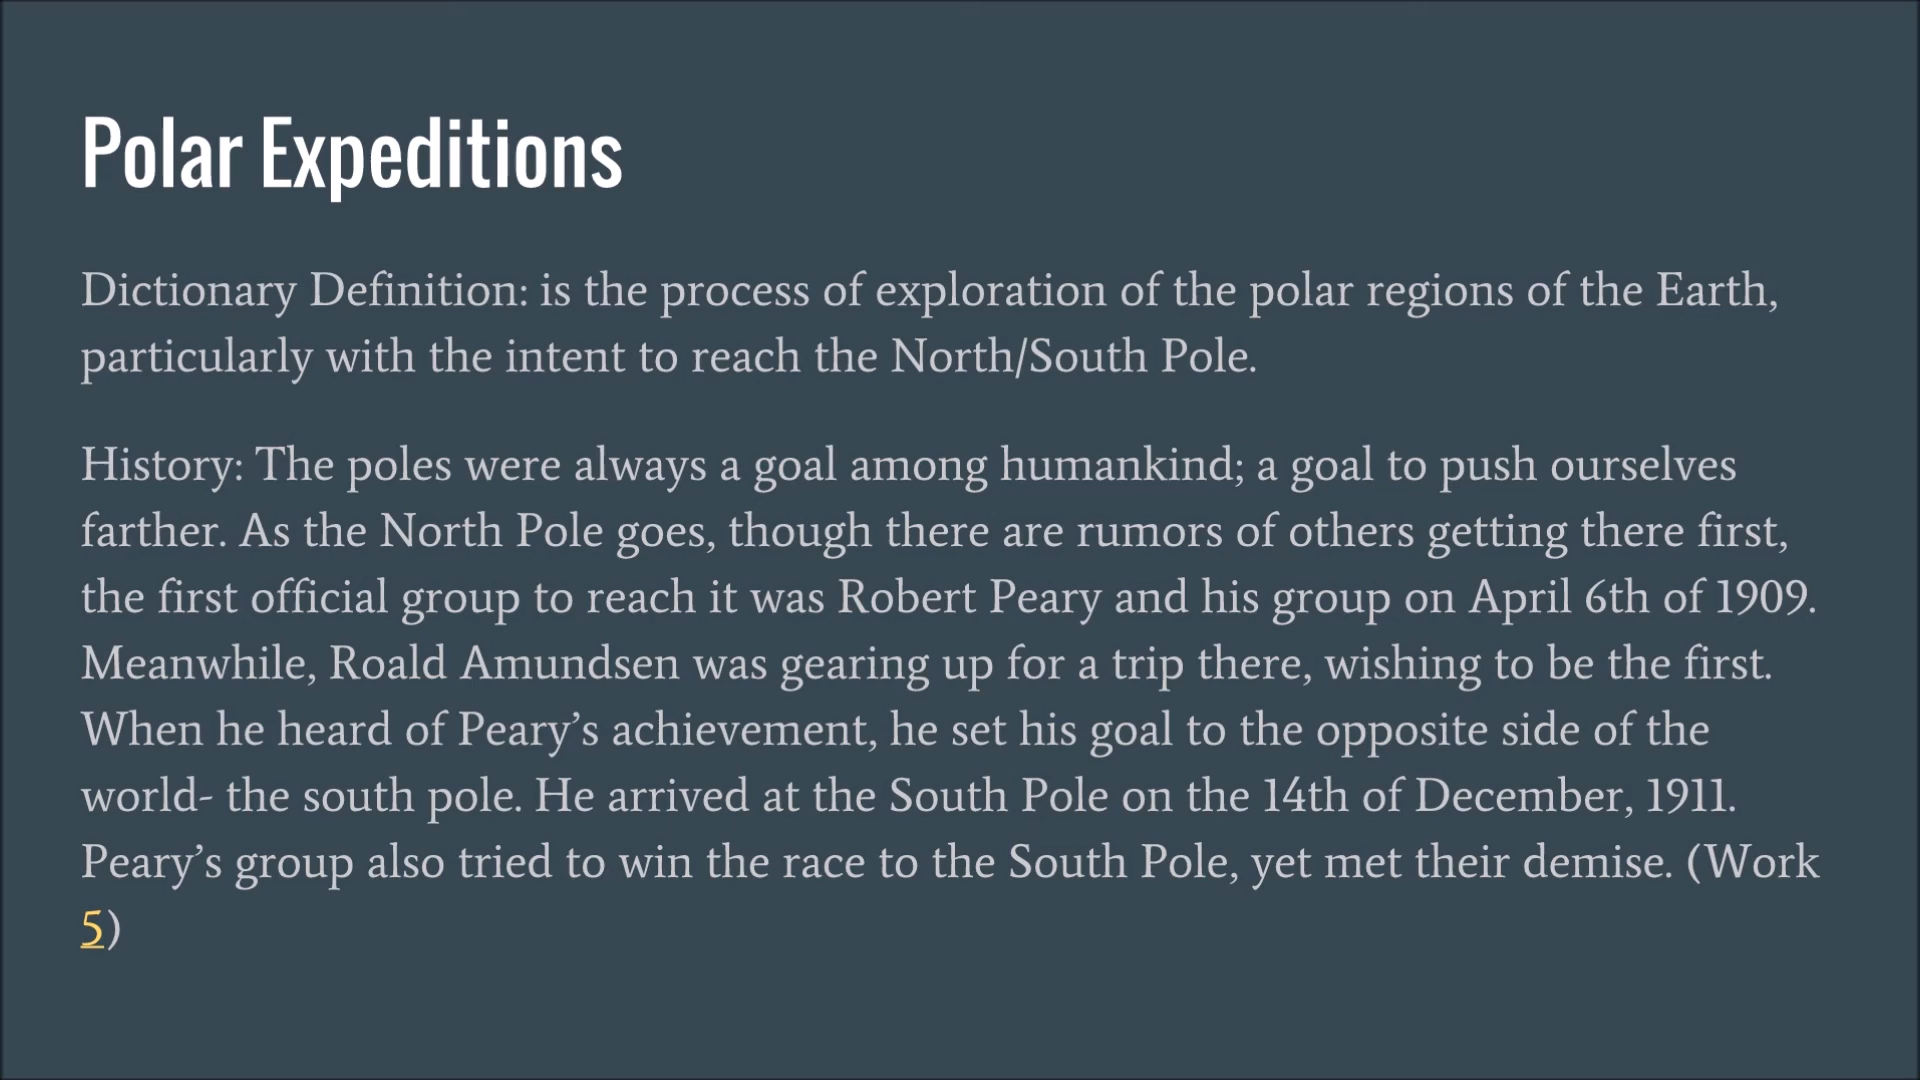 Polar Expeditions
Dictionary Definition: is the process of exploration of the polar regions of the Earth,
particularly with the intent to reach the North/South Pole.
History: The poles were always a goal among humankind; a goal to push ourselves
farther. As the North Pole goes, though there are rumors of others getting there first,
the first official group to reach it was Robert Peary and his group on April 6th of 1909.
Meanwhile, Roald Amundsen was gearing up for a trip there, wishing to be the first.
When he heard of Peary’s achievement, he set his goal to the opposite side of the
world- the south pole. He arrived at the South Pole on the 14th of December, 1911.
Peary’s group also tried to win the race to the South Pole, yet met their demise. (Work
5)